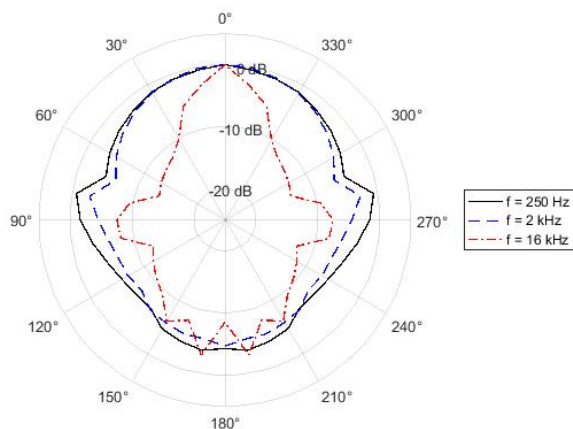 0°
30°
330°
0 dB
60°
300°
-10 dB
-20 dB
90°
270°
f = 250 Hz
f = 2 kHz
f = 16 kHz
120°
240°
150°
210°
180°